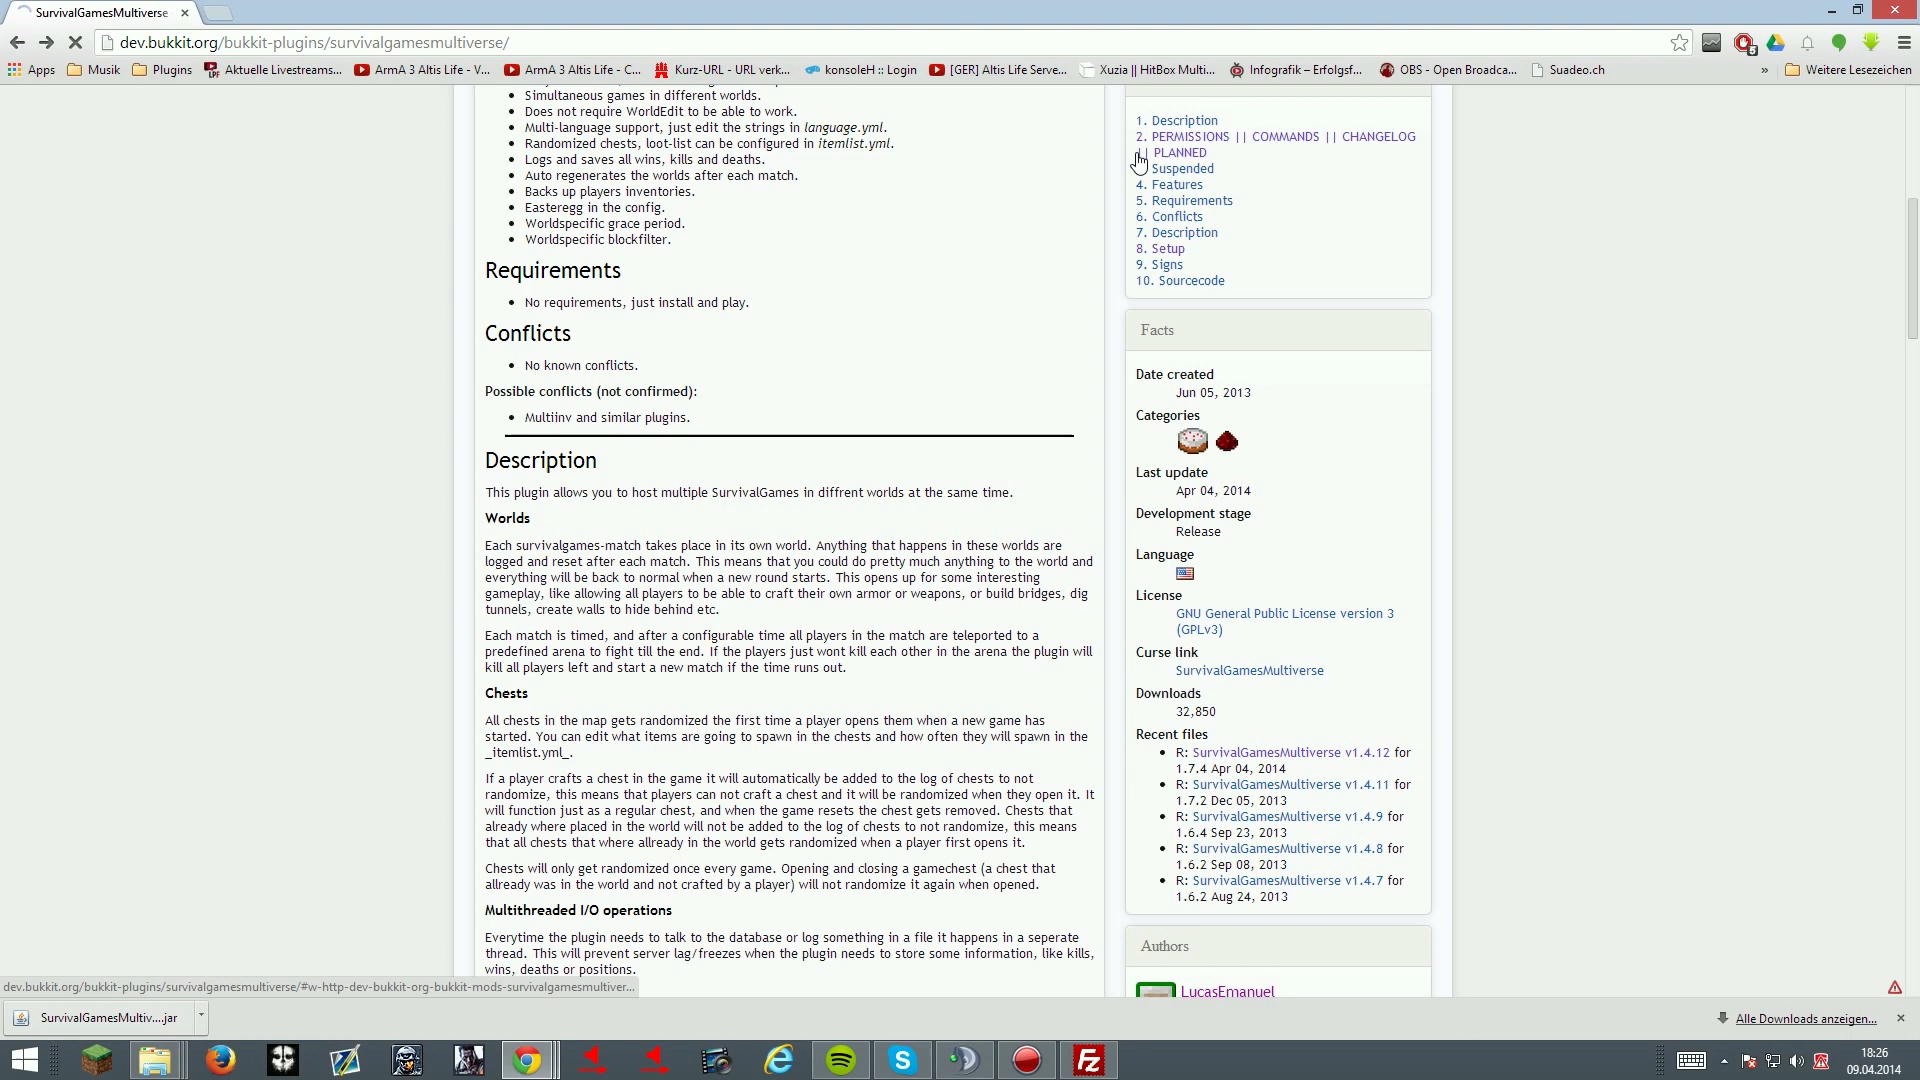 SurvivalGamesMultiverse
dev.bukkit.org/bukkit-plugins/survivalgamesmultiverse/
Apps Musik Plugins Aktuelle Livestreams... ArmA 3 Altis Life - V... ArmA 3 Altis Life - C... Kurz-URL - URL verk... konsoleH :: Login [GER] Altis Life Serve... Xuzia || HitBox Multi... Infografik – Erfolgsf... OBS - Open Broadca... Suadeo.ch » Weitere Lesezeichen
Simultaneous games in different worlds.
Does not require WorldEdit to be able to work.
Multi-language support, just edit the strings in language.yml.
Randomized chests, loot-list can be configured in itemlist.yml.
Logs and saves all wins, kills and deaths.
Auto regenerates the worlds after each match.
Backs up players inventories.
Easteregg in the config.
Worldspecific grace period.
Worldspecific blockfilter.
Requirements
No requirements, just install and play.
Conflicts
No known conflicts.
Possible conflicts (not confirmed):
Multiinv and similar plugins.
Description
This plugin allows you to host multiple SurvivalGames in diffrent worlds at the same time.
Worlds
Each survivalgames-match takes place in its own world. Anything that happens in these worlds are
logged and reset after each match. This means that you could do pretty much anything to the world and
everything will be back to normal when a new round starts. This opens up for some interesting
gameplay, like allowing all players to be able to craft their own armor or weapons, or build bridges, dig
tunnels, create walls to hide behind etc.
Each match is timed, and after a configurable time all players in the match are teleported to a
predefined arena to fight till the end. If the players just wont kill each other in the arena the plugin will
kill all players left and start a new match if the time runs out.
Chests
All chests in the map gets randomized the first time a player opens them when a new game has
started. You can edit what items are going to spawn in the chests and how often they will spawn in the
_itemlist.yml_.
If a player crafts a chest in the game it will automatically be added to the log of chests to not
randomize, this means that players can not craft a chest and it will be randomized when they open it. It
will function just as a regular chest, and when the game resets the chest gets removed. Chests that
already where placed in the world will not be added to the log of chests to not randomize, this means
that all chests that where allready in the world gets randomized when a player first opens it.
Chests will only get randomized once every game. Opening and closing a gamechest (a chest that
allready was in the world and not crafted by a player) will not randomize it again when opened.
Multithreaded I/O operations
Everytime the plugin needs to talk to the database or log something in a file it happens in a seperate
thread. This will prevent server lag/freezes when the plugin needs to store some information, like kills,
wins, deaths or positions.
1. Description
2. PERMISSIONS || COMMANDS || CHANGELOG
|| PLANNED
Suspended
4. Features
5. Requirements
6. Conflicts
7. Description
8. Setup
9. Signs
10. Sourcecode
Facts
Date created
Jun 05, 2013
Categories
Last update
Apr 04, 2014
Development stage
Release
Language
License
GNU General Public License version 3
(GPLv3)
Curse link
SurvivalGamesMultiverse
Downloads
32,850
Recent files
R: SurvivalGamesMultiverse v1.4.12 for
1.7.4 Apr 04, 2014
R: SurvivalGamesMultiverse v1.4.11 for
1.7.2 Dec 05, 2013
R: SurvivalGamesMultiverse v1.4.9 for
1.6.4 Sep 23, 2013
R: SurvivalGamesMultiverse v1.4.8 for
1.6.2 Sep 08, 2013
R: SurvivalGamesMultiverse v1.4.7 for
1.6.2 Aug 24, 2013
Authors
LucasEmanuel
dev.bukkit.org/bukkit-plugins/survivalgamesmultiverse/#w-http-dev-bukkit-org-bukkit-mods-survivalgamesmultiver...
SurvivalGamesMultiv....jar
Alle Downloads anzeigen...
18:26
09.04.2014